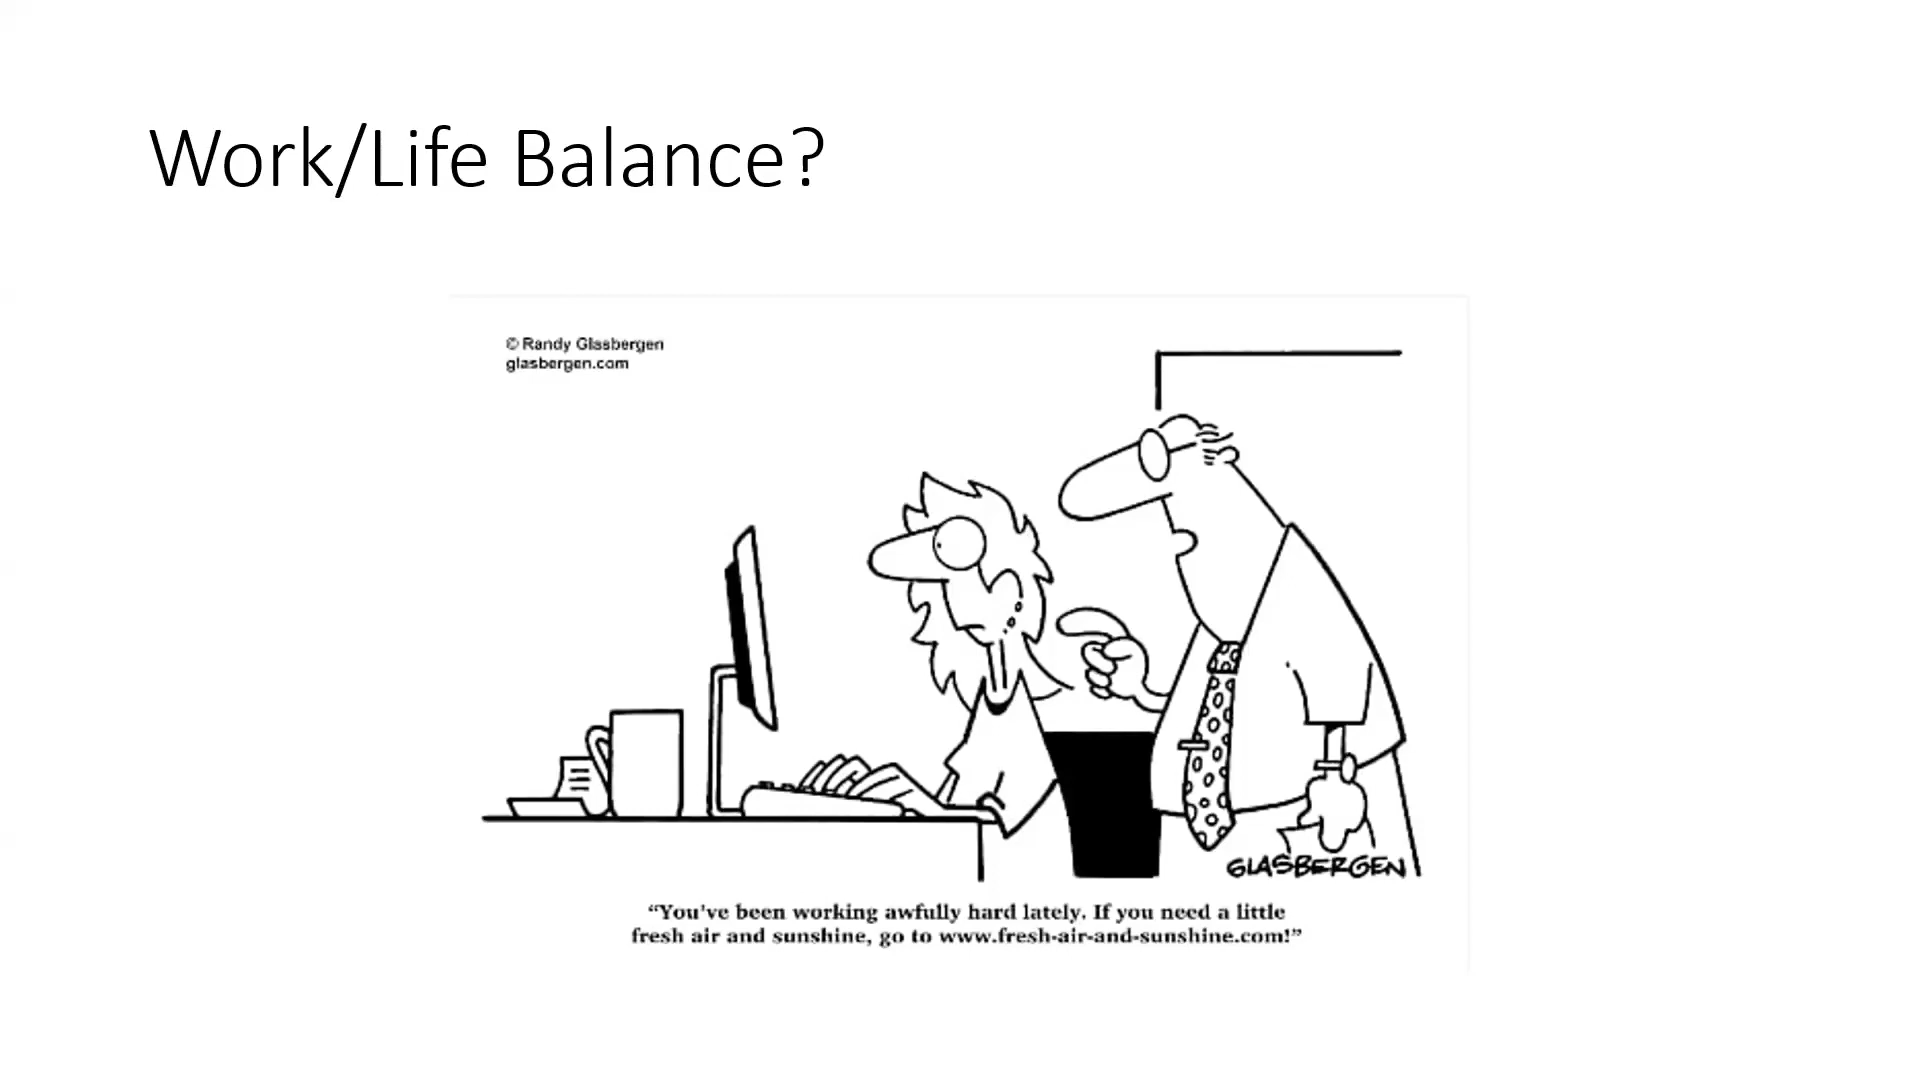 Work/Life Balance?
© Randy Glasbergen
glasbergen.com
GLASBERGEN
“You’ve been working awfully hard lately. If you need a little
fresh air and sunshine, go to www.fresh-air-and-sunshine.com!”